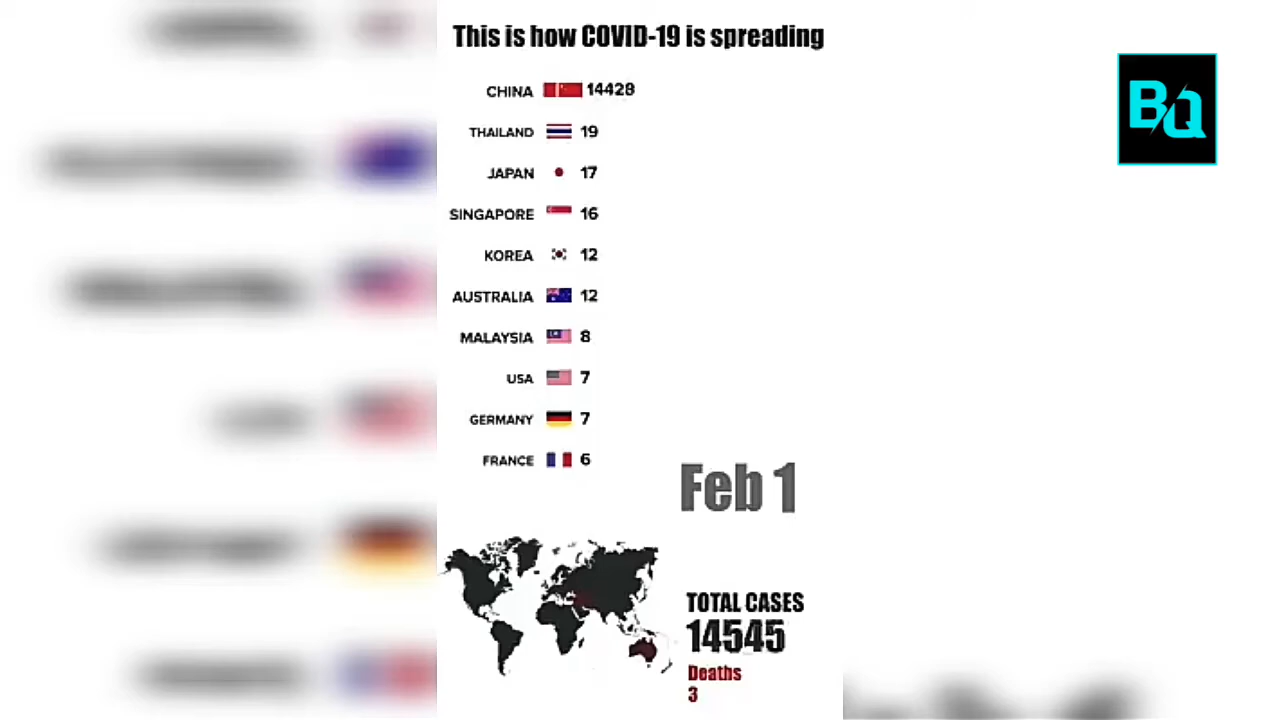 This is how COVID-19 is spreading
BQ
CHINA 14428
THAILAND 19
JAPAN 17
SINGAPORE 16
KOREA 12
AUSTRALIA 12
MALAYSIA 8
USA 7
GERMANY 7
FRANCE 6
Feb 1
TOTAL CASES
14545
Deaths
3